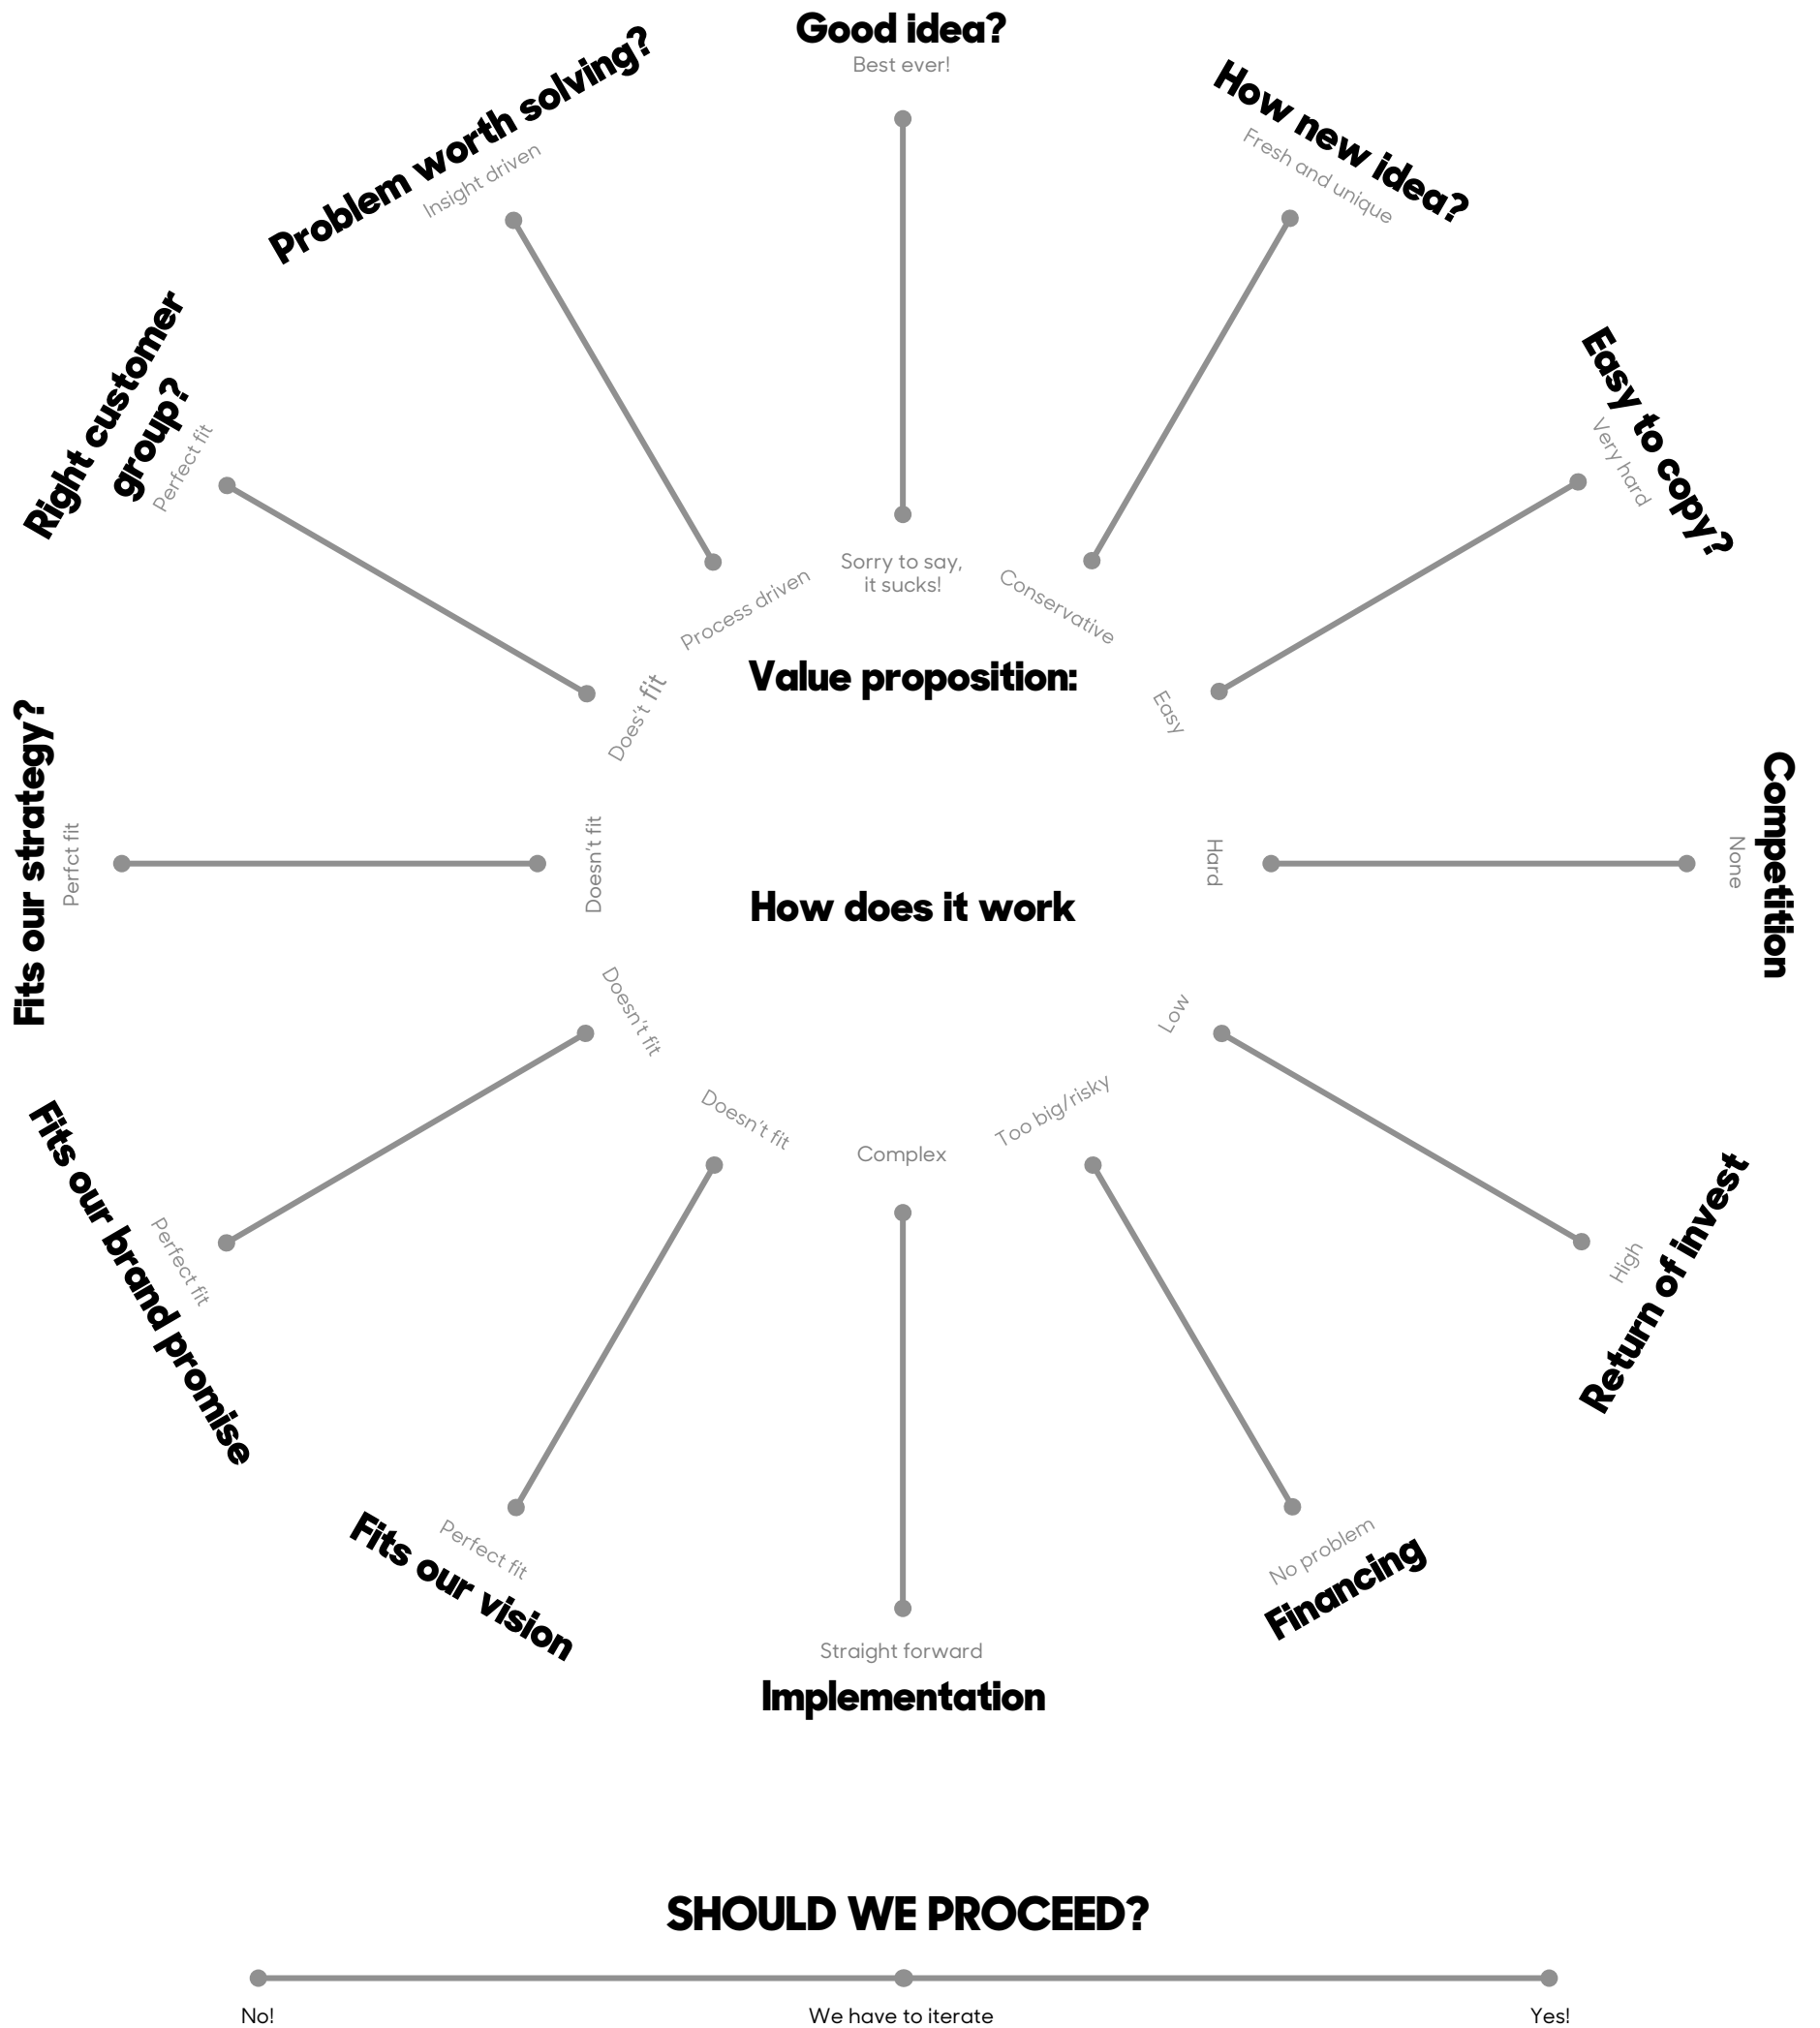 Good idea?
Best ever!
Sorry to say,
it sucks!
How new idea?
Fresh and unique
Conservative
Easy to copy?
Very hard
Easy
Competition
None
Hard
Return of invest
High
Low
Financing
No problem
Too big/risky
Implementation
Straight forward
Complex
Fits our vision
Perfect fit
Doesn't fit
Fits our brand promise
Perfect fit
Doesn't fit
Fits our strategy?
Perfct fit
Doesn't fit
Right customer
group?
Perfect fit
Does't fit
Problem worth solving?
Insight driven
Process driven
Value proposition:
How does it work
SHOULD WE PROCEED?
No!
We have to iterate
Yes!